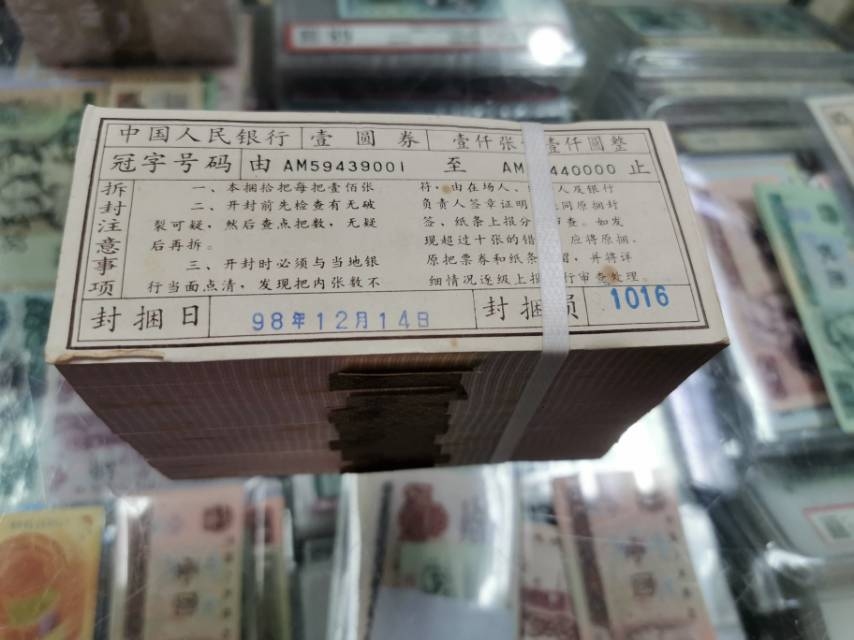 中国人民银行 壹圆券 壹仟张 壹仟圆整
冠字号码 由 AM59439001 至 AM 440000 止
拆封注意事项
一、本捆拾把每把壹佰张
二、开封前先检查有无破
裂可疑，然后查点把数，无疑
后再拆。
三、开封时必须与当地银
行当面点清，发现把内张数不
符，由在场人、 人及银行
负责人签章证明 同原捆封
签、纸条上报分 审查。如发
现超过十张的错 应将原捆，
原把票券和纸条 留，并将详
细情况逐级上报 行审查处理。
封捆日 98年12月14日 封捆员 1016